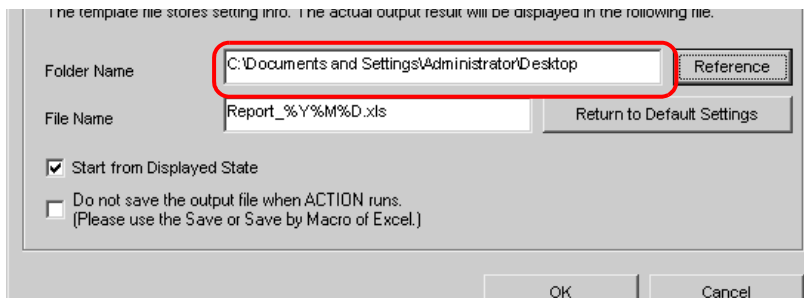 The template file stores setting info. The actual output result will be displayed in the following file.
Folder Name C:\Documents and Settings\Administrator\Desktop Reference
File Name Report_%Y%M%D.xls Return to Default Settings
Start from Displayed State
Do not save the output file when ACTION runs.
(Please use the Save or Save by Macro of Excel.)
OK Cancel